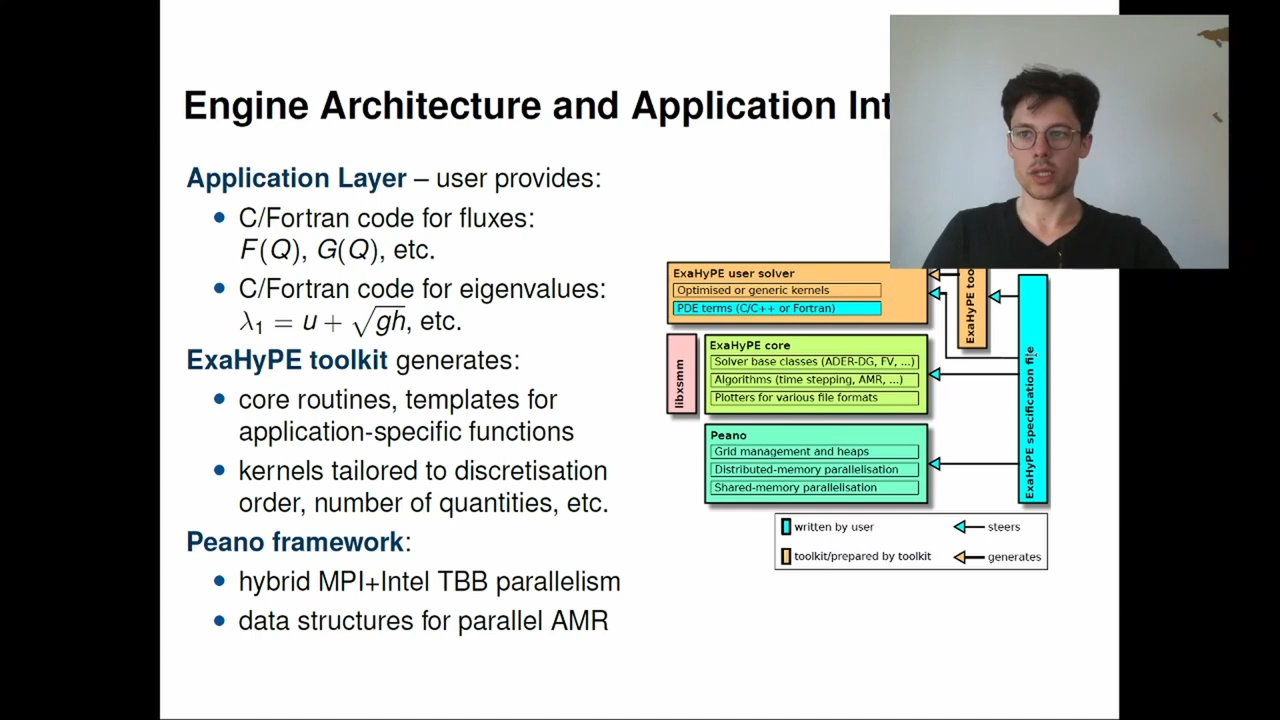 Engine Architecture and Application Int
Application Layer – user provides:
• C/Fortran code for fluxes:
F(Q), G(Q), etc.
• C/Fortran code for eigenvalues:
λ₁ = u + √gh, etc.
ExaHyPE toolkit generates:
• core routines, templates for
application-specific functions
• kernels tailored to discretisation
order, number of quantities, etc.
Peano framework:
• hybrid MPI+Intel TBB parallelism
• data structures for parallel AMR
ExaHyPE user solver
Optimised or generic kernels
PDE terms (C/C++ or Fortran)
ExaHyPE too
ExaHyPE specification file
libxsmm
ExaHyPE core
Solver base classes (ADER-DG, FV, ...)
Algorithms (time stepping, AMR, ...)
Plotters for various file formats
Peano
Grid management and heaps
Distributed-memory parallelisation
Shared-memory parallelisation
written by user
steers
toolkit/prepared by toolkit
generates